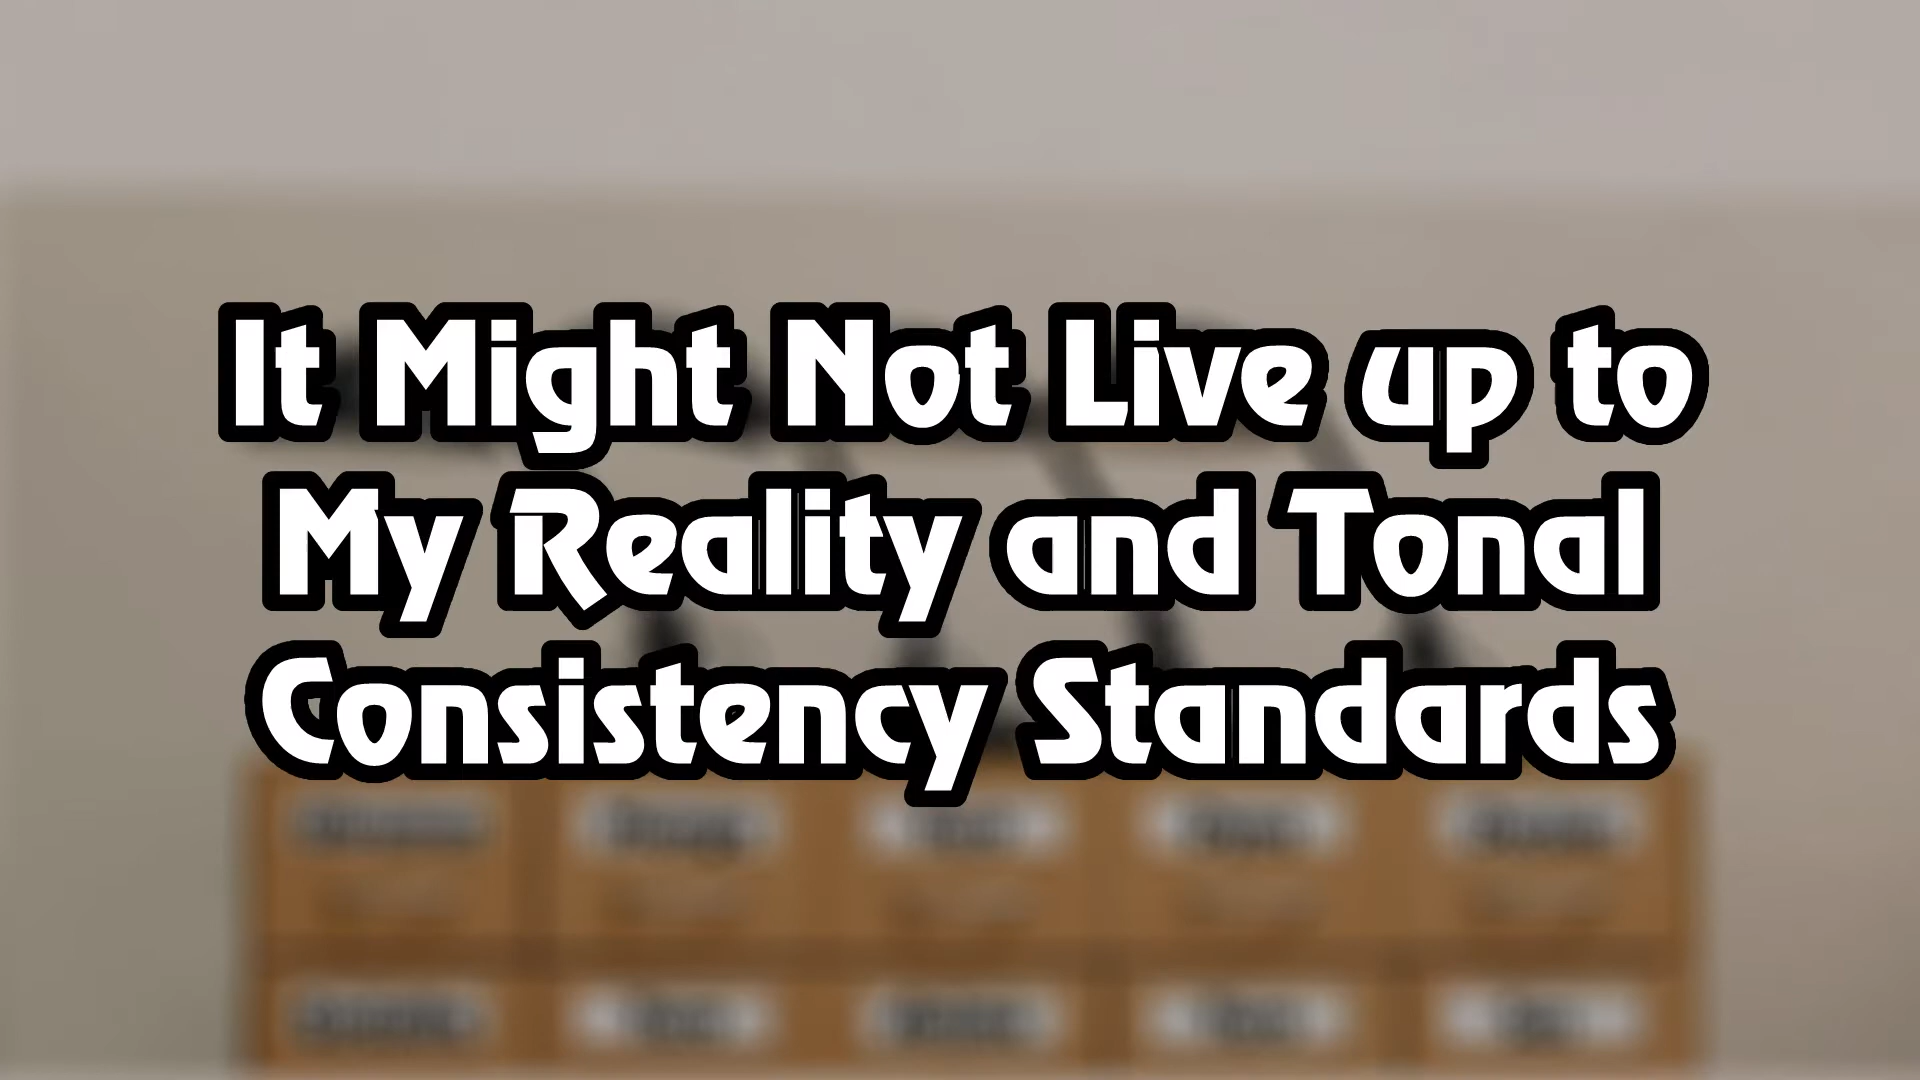 It Might Not Live up to
My Reality and Tonal
Consistency Standards